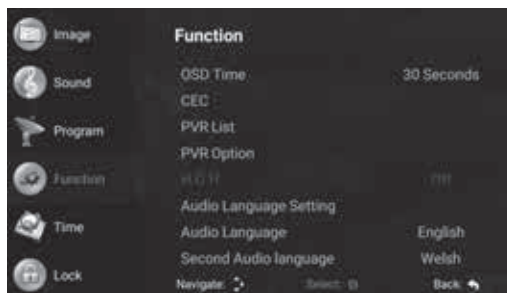 Image
Sound
Program
Function
Time
Lock
Function
OSD Time 30 Seconds
CEC
PVR List
PVR Option
Audio Language Setting
Audio Language English
Second Audio language Welsh
Navigate: Select: Back: